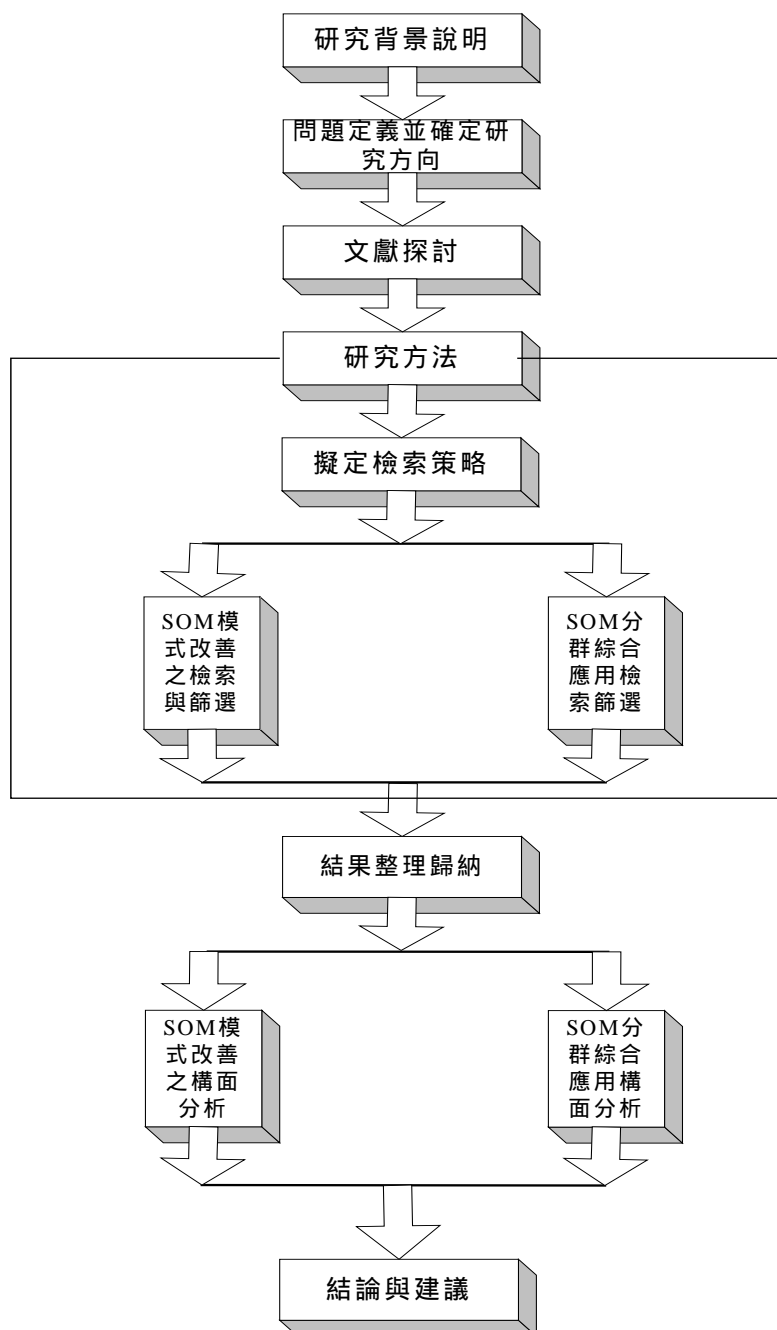 研究背景說明
問題定義並確定研
究方向
文獻探討
研究方法
擬定檢索策略
SOM模
式改善
之檢索
與篩選
SOM分
群綜合
應用檢
索篩選
結果整理歸納
SOM模
式改善
之構面
分析
SOM分
群綜合
應用構
面分析
結論與建議